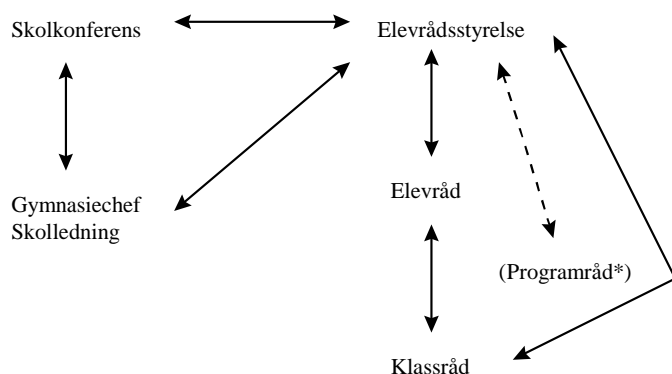 Skolkonferens
Elevrådsstyrelse
Gymnasiechef
Skolledning
Elevråd
(Programråd*)
Klassråd